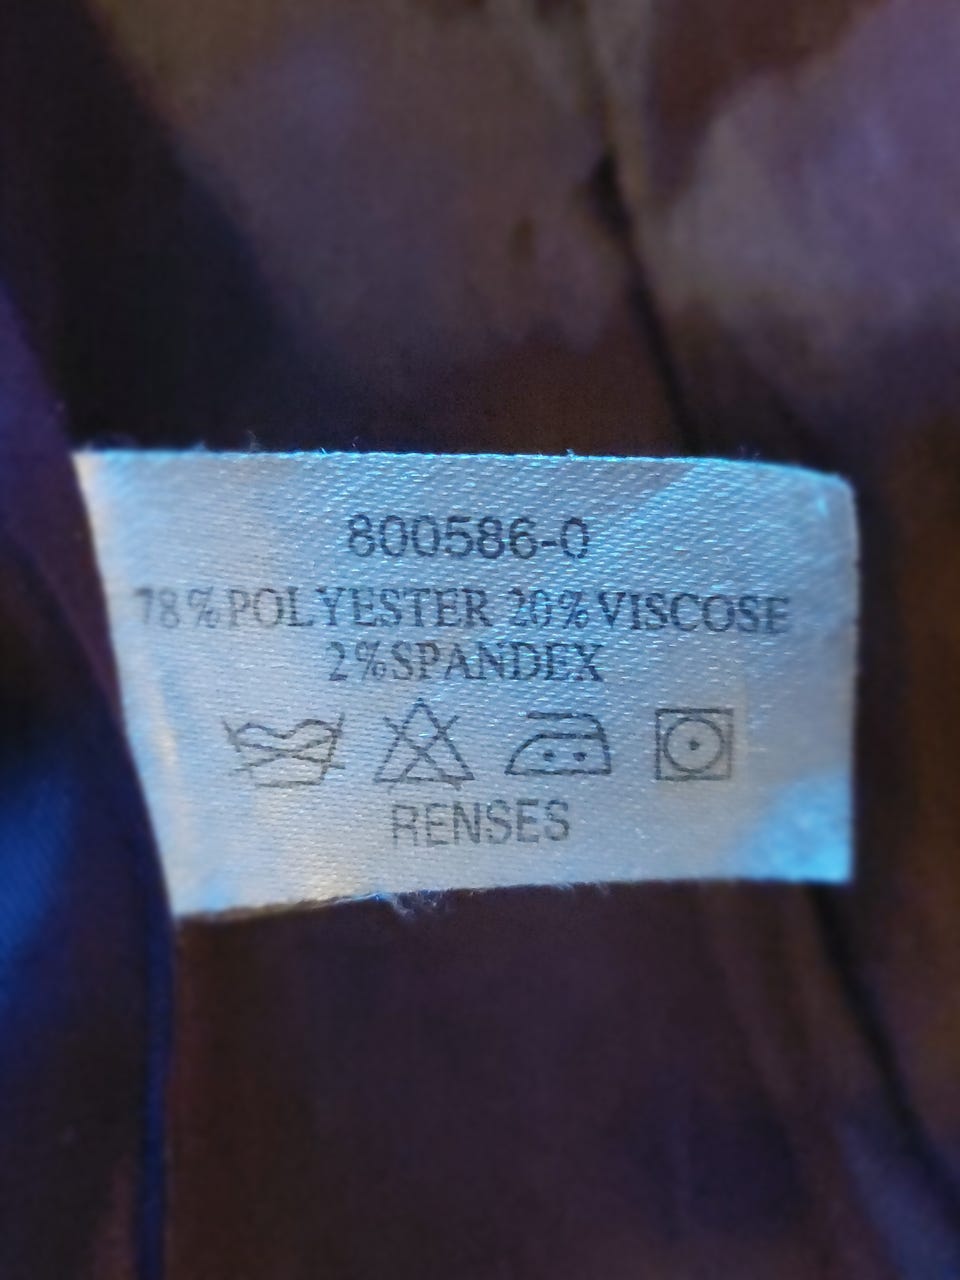 800586-0
78%POLYESTER 20%VISCOSE
2%SPANDEX
RENSES